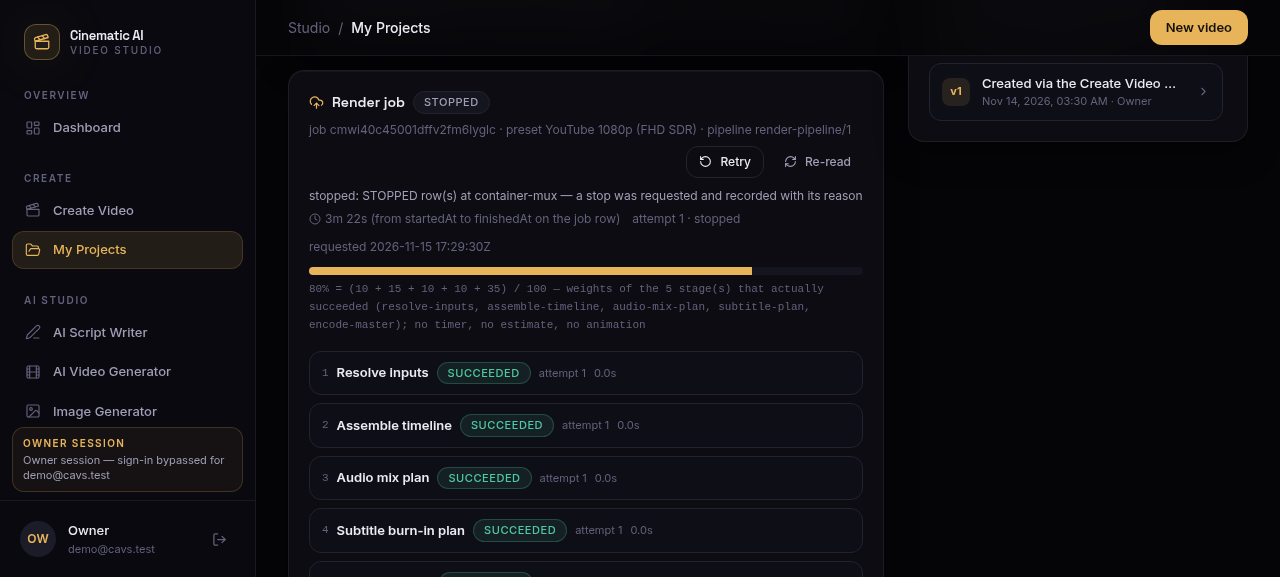 Cinematic AI
VIDEO STUDIO
OVERVIEW
Dashboard
CREATE
Create Video
My Projects
AI STUDIO
AI Script Writer
AI Video Generator
Image Generator
OWNER SESSION
Owner session — sign-in bypassed for
demo@cavs.test
OW
Owner
demo@cavs.test
Studio / My Projects
New video
Render job STOPPED
job cmwi40c45001dffv2fm6lyglc · preset YouTube 1080p (FHD SDR) · pipeline render-pipeline/1
Retry
Re-read
stopped: STOPPED row(s) at container-mux — a stop was requested and recorded with its reason
3m 22s (from startedAt to finishedAt on the job row) attempt 1 · stopped
requested 2026-11-15 17:29:30Z
80% = (10 + 15 + 10 + 10 + 35) / 100 — weights of the 5 stage(s) that actually
succeeded (resolve-inputs, assemble-timeline, audio-mix-plan, subtitle-plan,
encode-master); no timer, no estimate, no animation
1 Resolve inputs SUCCEEDED attempt 1 0.0s
2 Assemble timeline SUCCEEDED attempt 1 0.0s
3 Audio mix plan SUCCEEDED attempt 1 0.0s
4 Subtitle burn-in plan SUCCEEDED attempt 1 0.0s
v1
Created via the Create Video ...
Nov 14, 2026, 03:30 AM · Owner